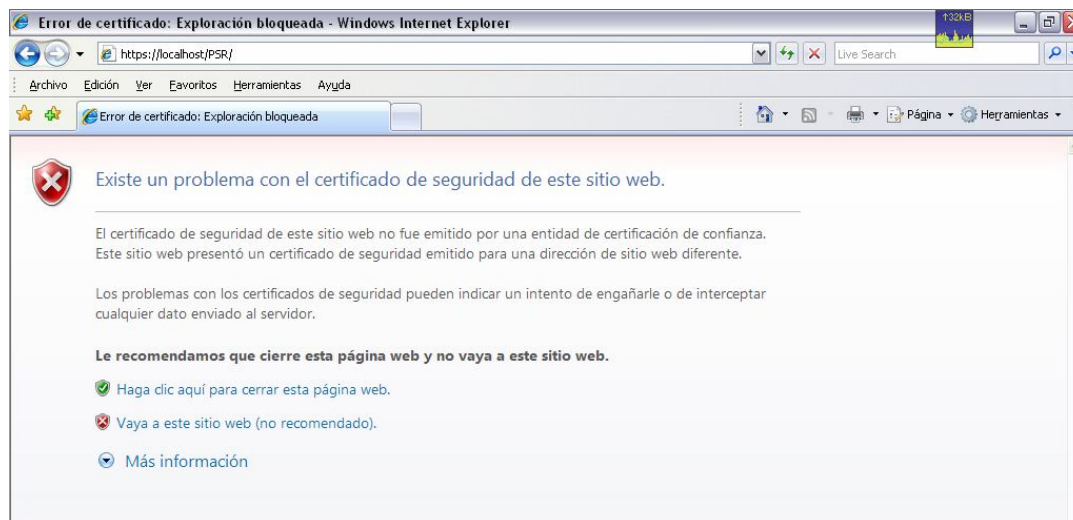 Error de certificado: Exploración bloqueada - Windows Internet Explorer
↑32kB
https://localhost/PSR/
Live Search
Archivo Edición Ver Favoritos Herramientas Ayuda
Error de certificado: Exploración bloqueada
Página Herramientas
Existe un problema con el certificado de seguridad de este sitio web.
El certificado de seguridad de este sitio web no fue emitido por una entidad de certificación de confianza.
Este sitio web presentó un certificado de seguridad emitido para una dirección de sitio web diferente.
Los problemas con los certificados de seguridad pueden indicar un intento de engañarle o de interceptar
cualquier dato enviado al servidor.
Le recomendamos que cierre esta página web y no vaya a este sitio web.
Haga clic aquí para cerrar esta página web.
Vaya a este sitio web (no recomendado).
Más información